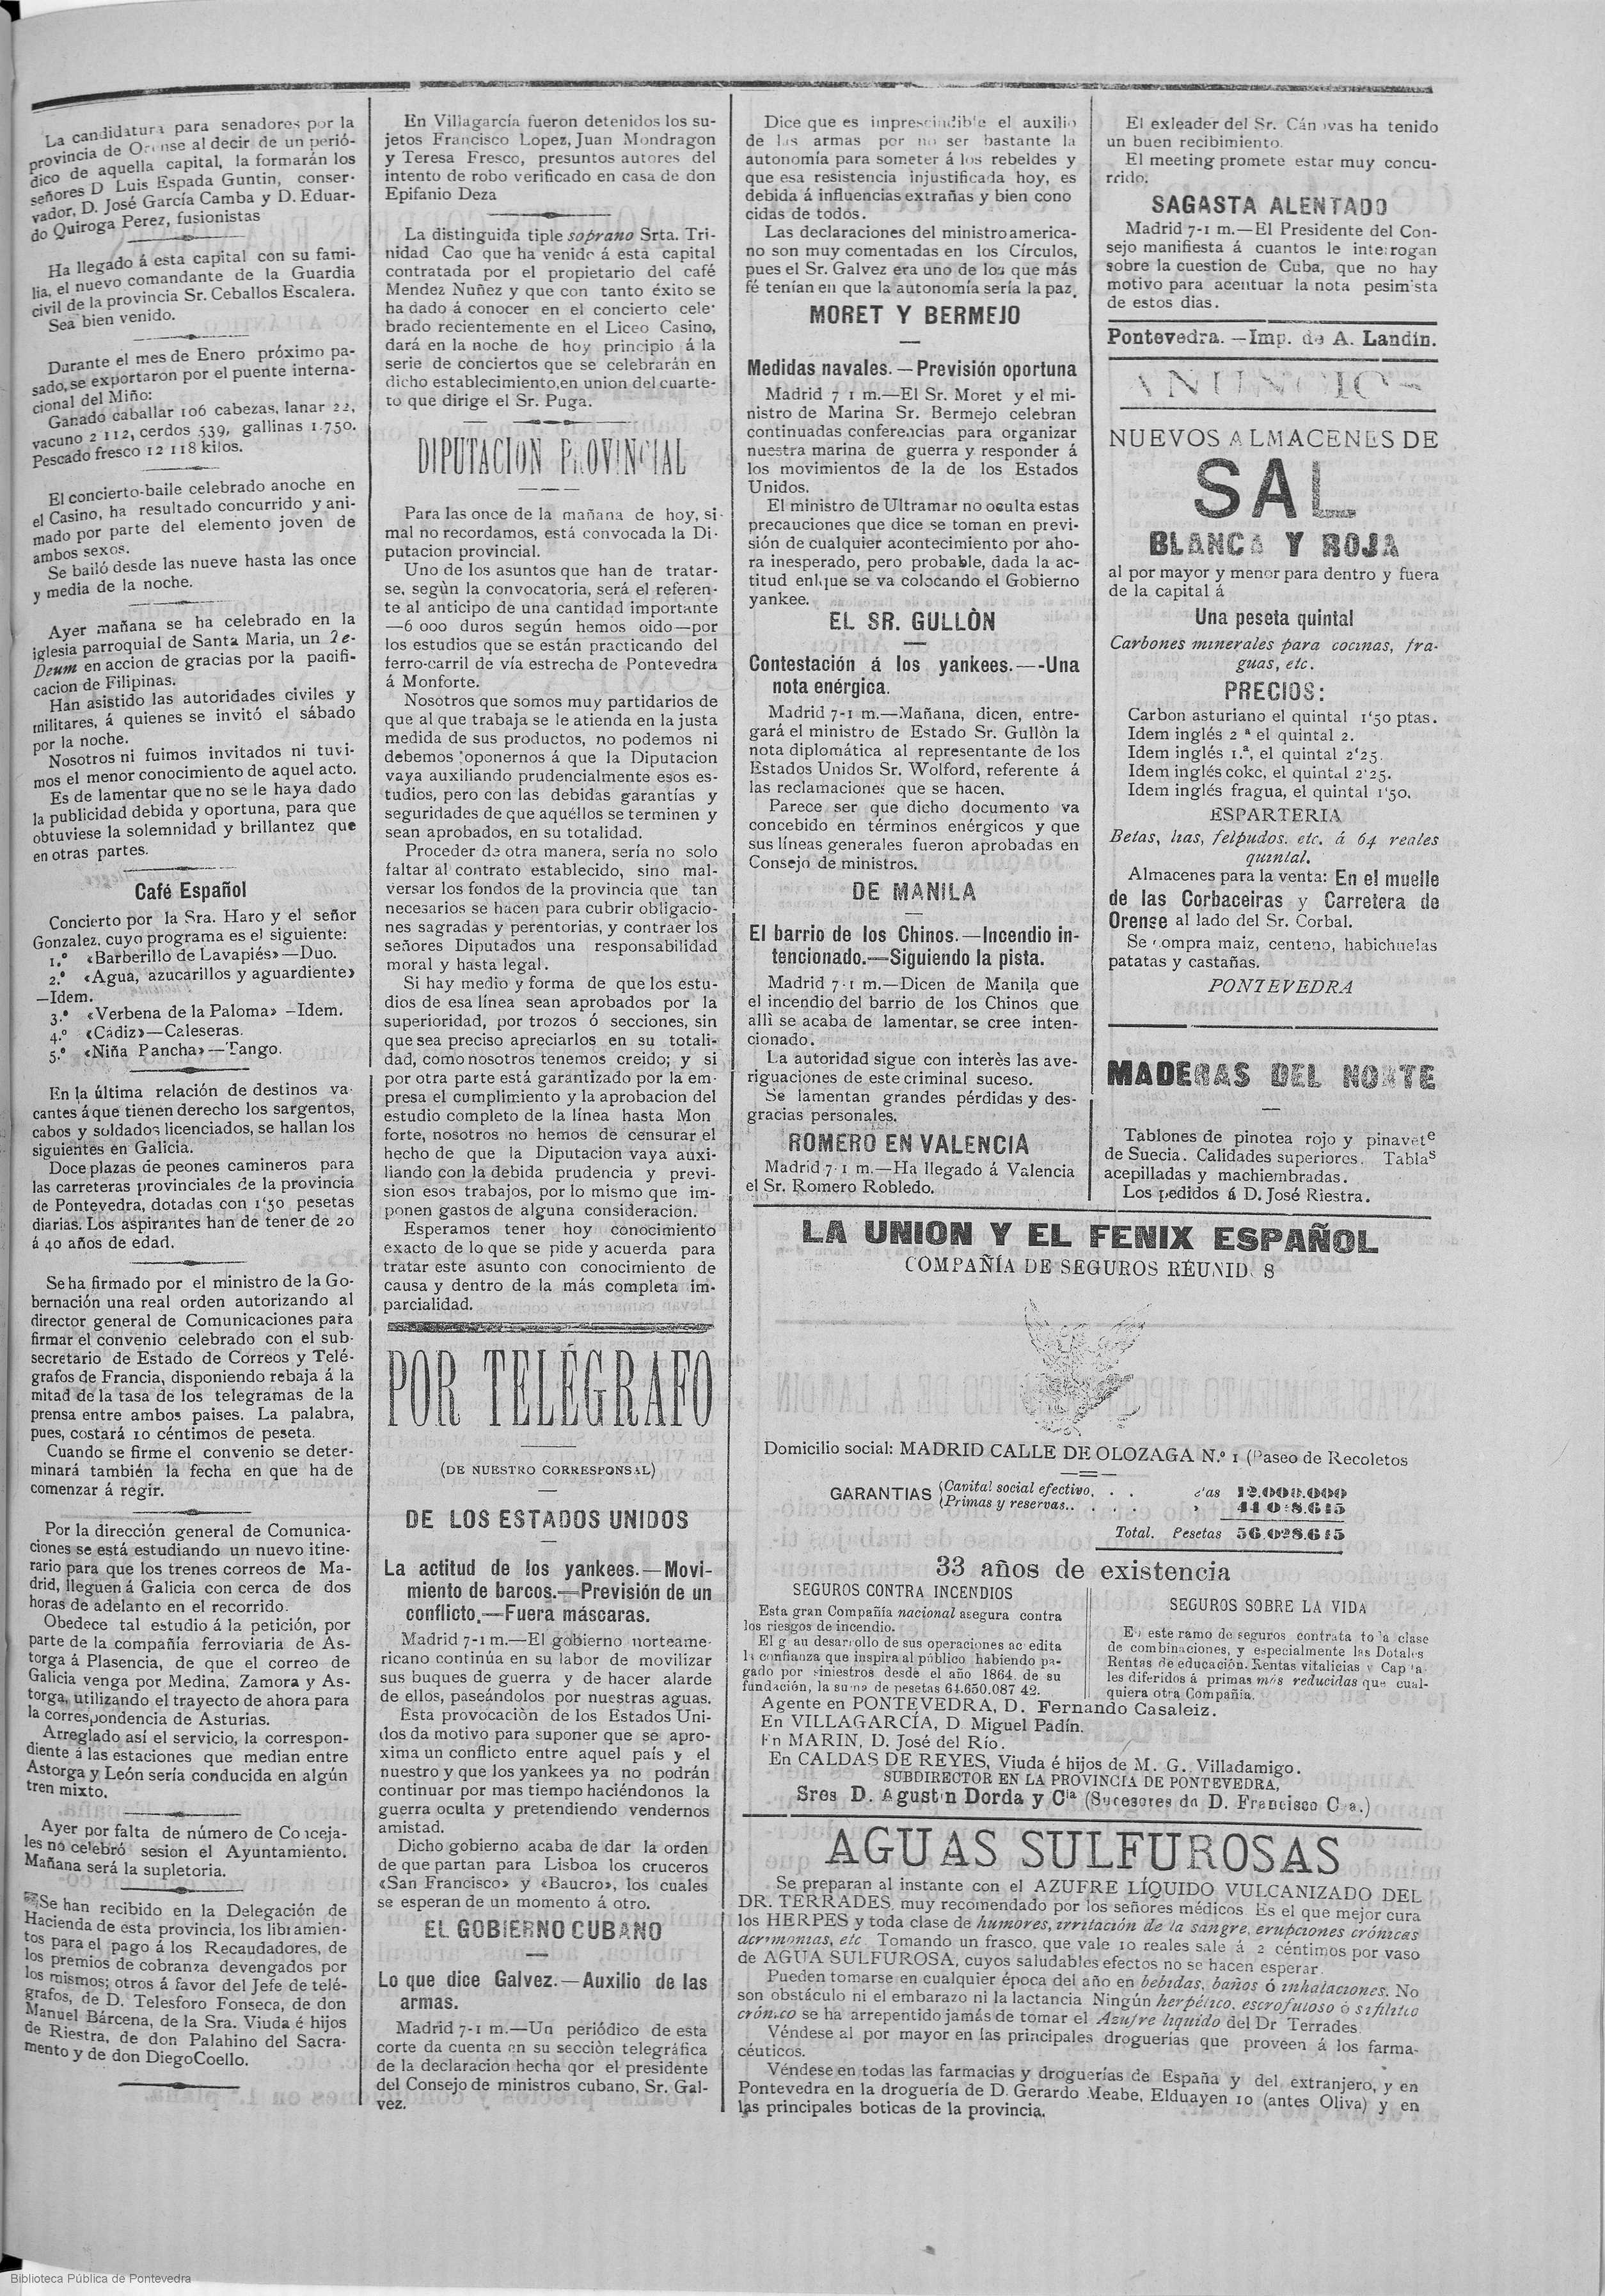 La candidatura para senadores por la
provincia de Orense al decir de un perió-
dico de aquella capital, la formarán los
señores D Luis Espada Guntin, conser-
vador, D. José García Camba y D. Eduar-
do Quiroga Perez, fusionistas
Ha llegado á esta capital con su fami-
lia, el nuevo comandante de la Guardia
civil de la provincia Sr. Ceballos Escalera.
Sea bien venido.
Durante el mes de Enero próximo pa-
sado, se exportaron por el puente interna-
cional del Miño:
Ganado caballar 106 cabezas, lanar 22,
vacuno 2 112, cerdos 539, gallinas 1.750.
Pescado fresco 12 118 kilos.
El concierto-baile celebrado anoche en
el Casino, ha resultado concurrido y ani-
mado por parte del elemento joven de
ambos sexos.
Se bailó desde las nueve hasta las once
y media de la noche.
Ayer mañana se ha celebrado en la
iglesia parroquial de Santa Maria, un Te-
Deum en accion de gracias por la pacifi-
cacion de Filipinas.
Han asistido las autoridades civiles y
militares, á quienes se invitó el sábado
por la noche.
Nosotros ni fuimos invitados ni tuvi-
mos el menor conocimiento de aquel acto.
Es de lamentar que no se le haya dado
la publicidad debida y oportuna, para que
obtuviese la solemnidad y brillantez que
en otras partes.
Café Español
Concierto por la Sra. Haro y el señor
Gonzalez, cuyo programa es el siguiente:
1.º «Barberillo de Lavapiés»—Duo.
2.º «Agua, azucarillos y aguardiente»
—Idem.
3.º «Verbena de la Paloma» —Idem.
4.º «Cádiz»—Caleseras.
5.º «Niña Pancha»—Tango.
En la última relación de destinos va-
cantes á que tienen derecho los sargentos,
cabos y soldados licenciados, se hallan los
siguientes en Galicia.
Doce plazas de peones camineros para
las carreteras provinciales de la provincia
de Pontevedra, dotadas con 1'50 pesetas
diarias. Los aspirantes han de tener de 20
á 40 años de edad.
Se ha firmado por el ministro de la Go-
bernación una real orden autorizando al
director general de Comunicaciones para
firmar el convenio celebrado con el sub-
secretario de Estado de Correos y Telé-
grafos de Francia, disponiendo rebaja á la
mitad de la tasa de los telegramas de la
prensa entre ambos paises. La palabra,
pues, costará 10 céntimos de peseta.
Cuando se firme el convenio se deter-
minará también la fecha en que ha de
comenzar á regir.
Por la dirección general de Comunica-
ciones se está estudiando un nuevo itine-
rario para que los trenes correos de Ma-
drid, lleguen á Galicia con cerca de dos
horas de adelanto en el recorrido.
Obedece tal estudio á la petición, por
parte de la compañía ferroviaria de As-
torga á Plasencia, de que el correo de
Galicia venga por Medina, Zamora y As-
torga, utilizando el trayecto de ahora para
la correspondencia de Asturias.
Arreglado así el servicio, la correspon-
diente á las estaciones que median entre
Astorga y León sería conducida en algún
tren mixto.
Ayer por falta de número de Conceja-
les no celebró sesion el Ayuntamiento.
Mañana será la supletoria.
Se han recibido en la Delegación de
Hacienda de esta provincia, los libramien-
tos para el pago á los Recaudadores, de
los premios de cobranza devengados por
los mismos; otros á favor del Jefe de telé-
grafos, de D. Telesforo Fonseca, de don
Manuel Bárcena, de la Sra. Viuda é hijos
de Riestra, de don Palahino del Sacra-
mento y de don Diego Coello.
En Villagarcía fueron detenidos los su-
jetos Francisco Lopez, Juan Mondragon
y Teresa Fresco, presuntos autores del
intento de robo verificado en casa de don
Epifanio Deza
La distinguida tiple soprano Srta. Tri-
nidad Cao que ha venido á esta capital
contratada por el propietario del café
Mendez Nuñez y que con tanto éxito se
ha dado á conocer en el concierto cele-
brado recientemente en el Liceo Casino,
dará en la noche de hoy principio á la
serie de conciertos que se celebrarán en
dicho establecimiento, en union del cuarte-
to que dirige el Sr. Puga.
DIPUTACION PROVINCIAL
Para las once de la mañana de hoy, si
mal no recordamos, está convocada la Di-
putacion provincial.
Uno de los asuntos que han de tratar-
se, segùn la convocatoria, será el referen-
te al anticipo de una cantidad importante
—6 000 duros según hemos oido—por
los estudios que se están practicando del
ferro-carril de vía estrecha de Pontevedra
á Monforte.
Nosotros que somos muy partidarios de
que al que trabaja se le atienda en la justa
medida de sus productos, no podemos ni
debemos oponernos á que la Diputacion
vaya auxiliando prudencialmente esos es-
tudios, pero con las debidas garantías y
seguridades de que aquéllos se terminen y
sean aprobados, en su totalidad.
Proceder de otra manera, sería no solo
faltar al contrato establecido, sino mal-
versar los fondos de la provincia que tan
necesarios se hacen para cubrir obligacio-
nes sagradas y perentorias, y contraer los
señores Diputados una responsabilidad
moral y hasta legal.
Si hay medio y forma de que los estu-
dios de esa línea sean aprobados por la
superioridad, por trozos ó secciones, sin
que sea preciso apreciarlos en su totali-
dad, como nosotros tenemos creido; y si
por otra parte está garantizado por la em-
presa el cumplimiento y la aprobacion del
estudio completo de la línea hasta Mon
forte, nosotros no hemos de censurar el
hecho de que la Diputacion vaya auxi-
liando con la debida prudencia y previ-
sion esos trabajos, por lo mismo que im-
ponen gastos de alguna consideracion.
Esperamos tener hoy conocimiento
exacto de lo que se pide y acuerda para
tratar este asunto con conocimiento de
causa y dentro de la más completa im-
parcialidad.
POR TELÉGRAFO
(DE NUESTRO CORRESPONSAL)
DE LOS ESTADOS UNIDOS
La actitud de los yankees.—Movi-
miento de barcos.—Previsión de un
conflicto.—Fuera máscaras.
Madrid 7-1 m.—El gobierno norteame-
ricano continúa en su labor de movilizar
sus buques de guerra y de hacer alarde
de ellos, paseándolos por nuestras aguas.
Esta provocaciòn de los Estados Uni-
dos da motivo para suponer que se apro-
xima un conflicto entre aquel país y el
nuestro y que los yankees ya no podrán
continuar por mas tiempo haciéndonos la
guerra oculta y pretendiendo vendernos
amistad.
Dicho gobierno acaba de dar la orden
de que partan para Lisboa los cruceros
«San Francisco» y «Baucro», los cuales
se esperan de un momento á otro.
EL GOBIERNO CUBANO
Lo que dice Galvez.—Auxilio de las
armas.
Madrid 7-1 m.—Un periódico de esta
corte da cuenta en su secciòn telegráfica
de la declaracion hecha qor el presidente
del Consejo de ministros cubano, Sr. Gal-
vez.
Dice que es imprescindible el auxilio
de las armas por no ser bastante la
autonomía para someter á los rebeldes y
que esa resistencia injustificada hoy, es
debida á influencias extrañas y bien cono
cidas de todos.
Las declaraciones del ministro america-
no son muy comentadas en los Círculos,
pues el Sr. Galvez era uno de los que más
fé tenían en que la autonomía sería la paz.
MORET Y BERMEJO
Medidas navales.—Previsión oportuna
Madrid 7 1 m.—El Sr. Moret y el mi-
nistro de Marina Sr. Bermejo celebran
continuadas conferencias para organizar
nuestra marina de guerra y responder á
los movimientos de la de los Estados
Unidos.
El ministro de Ultramar no oculta estas
precauciones que dice se toman en previ-
sión de cualquier acontecimiento por aho-
ra inesperado, pero probable, dada la ac-
titud en que se va colocando el Gobierno
yankee.
EL SR. GULLÒN
Contestación á los yankees.—-Una
nota enérgica.
Madrid 7-1 m.—Mañana, dicen, entre-
gará el ministro de Estado Sr. Gullòn la
nota diplomática al representante de los
Estados Unidos Sr. Wolford, referente á
las reclamaciones que se hacen.
Parece ser que dicho documento va
concebido en términos enérgicos y que
sus líneas generales fueron aprobadas en
Consejo de ministros.
DE MANILA
El barrio de los Chinos.—Incendio in-
tencionado.—Siguiendo la pista.
Madrid 7-1 m.—Dicen de Manila que
el incendio del barrio de los Chinos que
allì se acaba de lamentar, se cree inten-
cionado.
La autoridad sigue con interès las ave-
riguaciones de este criminal suceso.
Se lamentan grandes pérdidas y des-
gracias personales.
ROMERO EN VALENCIA
Madrid 7-1 m.—Ha llegado á Valencia
el Sr. Romero Robledo.
El exleader del Sr. Cánovas ha tenido
un buen recibimiento.
El meeting promete estar muy concu-
rrido.
SAGASTA ALENTADO
Madrid 7-1 m.—El Presidente del Con-
sejo manifiesta á cuantos le interrogan
sobre la cuestion de Cuba, que no hay
motivo para acentuar la nota pesimista
de estos dias.
Pontevedra.—Imp. de A. Landín.
ANUNCIOS
NUEVOS ALMACENES DE
SAL
BLANCA Y ROJA
al por mayor y menor para dentro y fuera
de la capital á
Una peseta quintal
Carbones minerales para cocinas, fra-
guas, etc.
PRECIOS:
Carbon asturiano el quintal 1'50 ptas.
Idem inglés 2 ª el quintal 2.
Idem inglés 1.ª, el quintal 2'25.
Idem inglés cokc, el quintal 2'25.
Idem inglés fragua, el quintal 1'50.
ESPARTERIA
Betas, lias, felpudos, etc. á 64 reales
quintal.
Almacenes para la venta: En el muelle
de las Corbaceiras y Carretera de
Orense al lado del Sr. Corbal.
Se compra maiz, centeno, habichuelas
patatas y castañas.
PONTEVEDRA
MADERAS DEL NORTE
Tablones de pinotea rojo y pinavete
de Suecia. Calidades superiores. Tablas
acepilladas y machiembradas.
Los pedidos á D. José Riestra.
LA UNION Y EL FENIX ESPAÑOL
COMPAÑÍA DE SEGUROS REUNIDOS
Domicilio social: MADRID CALLE DE OLOZAGA N.º 1 (Paseo de Recoletos
GARANTIAS (Capital social efectivo. . . 12.000.000
(Primas y reservas.. . . . » 44 028.645
Total. Pesetas 56.028.645
33 años de existencia
SEGUROS CONTRA INCENDIOS
Esta gran Compañía nacional asegura contra
los riesgos de incendio.
El gran desarrollo de sus operaciones acredita
la confianza que inspira al público habiendo pa-
gado por siniestros desde el año 1864. de su
fundación, la suma de pesetas 64.650.087 42.
SEGUROS SOBRE LA VIDA
En este ramo de seguros contrata toda clase
de combinaciones, y especialmente las Dotales
Rentas de educación. Rentas vitalicias y Capita-
les diferidos á primas más reducidas que cual-
quiera otra Compañía.
Agente en PONTEVEDRA, D. Fernando Casaleiz.
En VILLAGARCÍA, D Miguel Padín.
En MARIN, D. José del Río.
En CALDAS DE REYES, Viuda é hijos de M. G. Villadamigo.
SUBDIRECTOR EN LA PROVINCIA DE PONTEVEDRA,
Sres D. Agustín Dorda y Cía (Sucesores de D. Francisco Cea.)
AGUAS SULFUROSAS
Se preparan al instante con el AZUFRE LÍQUIDO VULCANIZADO DEL
DR. TERRADES, muy recomendado por los señores médicos Es el que mejor cura
los HERPES y toda clase de humores, irritación de la sangre, erupciones crónicas
dermonias, etc Tomando un frasco, que vale 10 reales sale á 2 céntimos por vaso
de AGUA SULFUROSA, cuyos saludables efectos no se hacen esperar.
Pueden tomarse en cualquier época del año en bebidas, baños ó inhalaciones. No
son obstáculo ni el embarazo ni la lactancia Ningún herpético, escrofuloso ó sifilítico
crónico se ha arrepentido jamás de tomar el Azufre liquido del Dr Terrades
Véndese al por mayor en las principales droguerías que proveen á los farma-
céuticos.
Véndese en todas las farmacias y droguerías de España y del extranjero, y en
Pontevedra en la droguería de D. Gerardo Meabe, Elduayen 10 (antes Oliva) y en
las principales boticas de la provincia.
Biblioteca Pública de Pontevedra